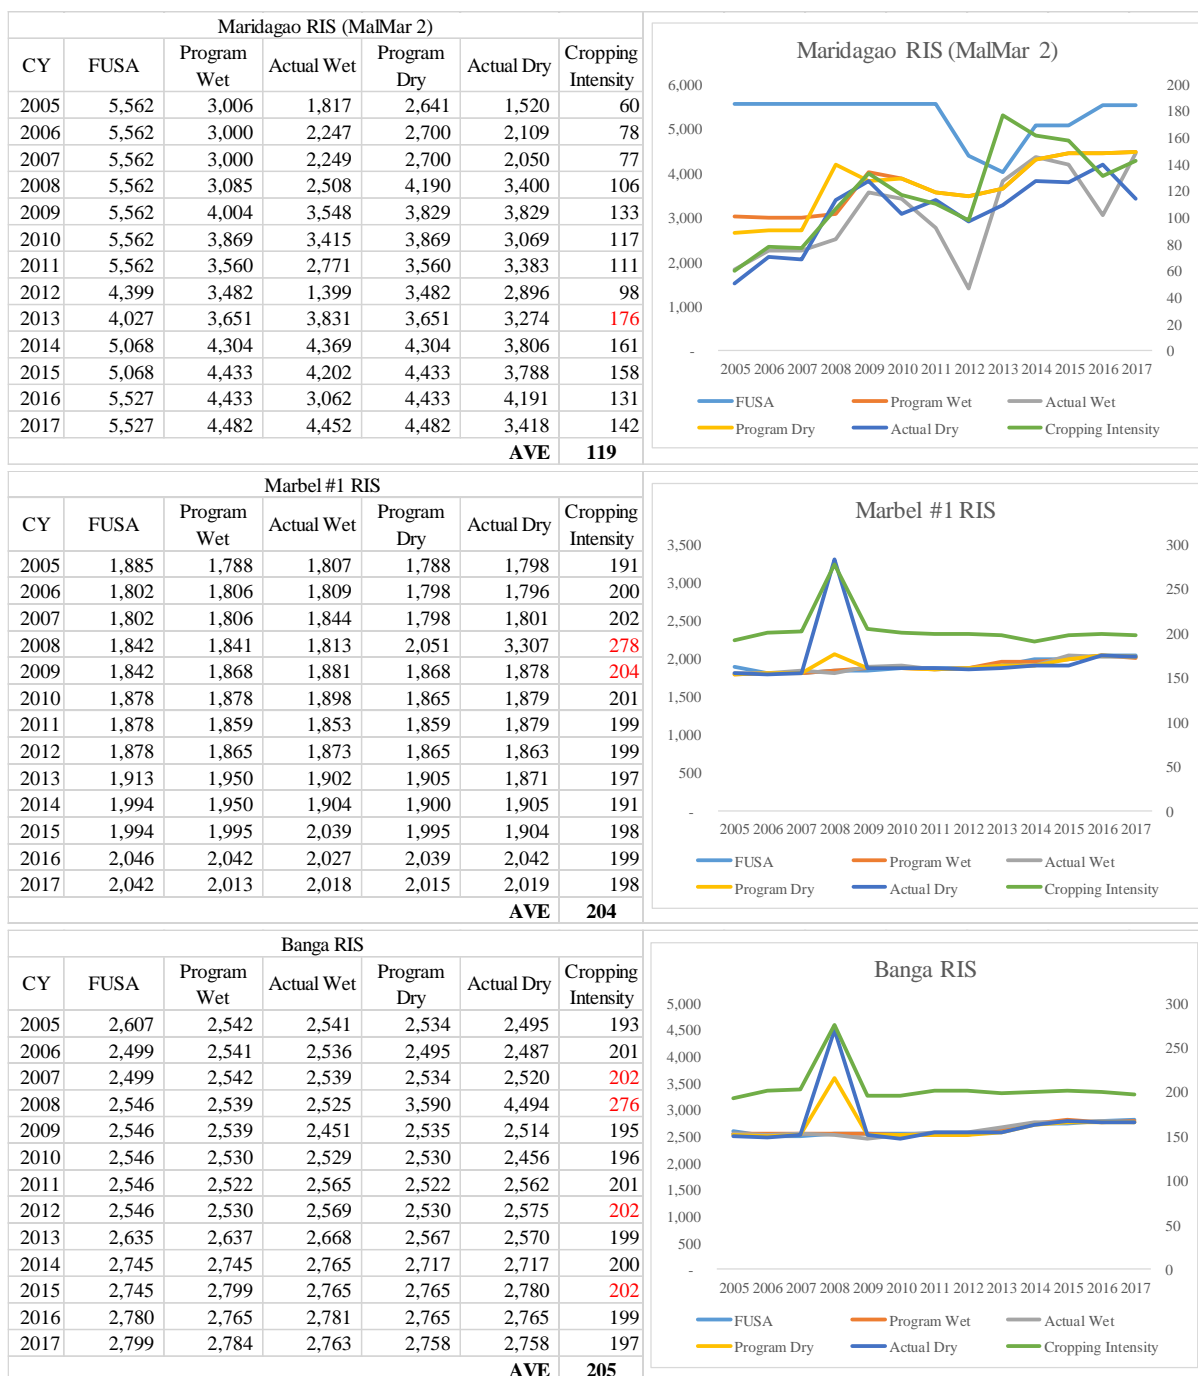 Maridagao RIS (MalMar 2)
CY FUSA Program Wet Actual Wet Program Dry Actual Dry Cropping Intensity
2005 5,562 3,006 1,817 2,641 1,520 60
2006 5,562 3,000 2,247 2,700 2,109 78
2007 5,562 3,000 2,249 2,700 2,050 77
2008 5,562 3,085 2,508 4,190 3,400 106
2009 5,562 4,004 3,548 3,829 3,829 133
2010 5,562 3,869 3,415 3,869 3,069 117
2011 5,562 3,560 2,771 3,560 3,383 111
2012 4,399 3,482 1,399 3,482 2,896 98
2013 4,027 3,651 3,831 3,651 3,274 176
2014 5,068 4,304 4,369 4,304 3,806 161
2015 5,068 4,433 4,202 4,433 3,788 158
2016 5,527 4,433 3,062 4,433 4,191 131
2017 5,527 4,482 4,452 4,482 3,418 142
AVE 119
Maridagao RIS (MalMar 2)
6,000 200
5,000 180
4,000 160
3,000 140
2,000 120
1,000 100
- 80
60
40
20
0
2005 2006 2007 2008 2009 2010 2011 2012 2013 2014 2015 2016 2017
FUSA Program Wet Actual Wet
Program Dry Actual Dry Cropping Intensity
Marbel #1 RIS
CY FUSA Program Wet Actual Wet Program Dry Actual Dry Cropping Intensity
2005 1,885 1,788 1,807 1,788 1,798 191
2006 1,802 1,806 1,809 1,798 1,796 200
2007 1,802 1,806 1,844 1,798 1,801 202
2008 1,842 1,841 1,813 2,051 3,307 278
2009 1,842 1,868 1,881 1,868 1,878 204
2010 1,878 1,878 1,898 1,865 1,879 201
2011 1,878 1,859 1,853 1,859 1,879 199
2012 1,878 1,865 1,873 1,865 1,863 199
2013 1,913 1,950 1,902 1,905 1,871 197
2014 1,994 1,950 1,904 1,900 1,905 191
2015 1,994 1,995 2,039 1,995 1,904 198
2016 2,046 2,042 2,027 2,039 2,042 199
2017 2,042 2,013 2,018 2,015 2,019 198
AVE 204
Marbel #1 RIS
3,500 300
3,000 250
2,500 200
2,000 150
1,500 100
1,000 50
500 0
-
2005 2006 2007 2008 2009 2010 2011 2012 2013 2014 2015 2016 2017
FUSA Program Wet Actual Wet
Program Dry Actual Dry Cropping Intensity
Banga RIS
CY FUSA Program Wet Actual Wet Program Dry Actual Dry Cropping Intensity
2005 2,607 2,542 2,541 2,534 2,495 193
2006 2,499 2,541 2,536 2,495 2,487 201
2007 2,499 2,542 2,539 2,534 2,520 202
2008 2,546 2,539 2,525 3,590 4,494 276
2009 2,546 2,539 2,451 2,535 2,514 195
2010 2,546 2,530 2,529 2,530 2,456 196
2011 2,546 2,522 2,565 2,522 2,562 201
2012 2,546 2,530 2,569 2,530 2,575 202
2013 2,635 2,637 2,668 2,567 2,570 199
2014 2,745 2,745 2,765 2,717 2,717 200
2015 2,745 2,799 2,765 2,765 2,780 202
2016 2,780 2,765 2,781 2,765 2,765 199
2017 2,799 2,784 2,763 2,758 2,758 197
AVE 205
Banga RIS
5,000 300
4,500 250
4,000 200
3,500 150
3,000 100
2,500 50
2,000 0
1,500
1,000
500
-
2005 2006 2007 2008 2009 2010 2011 2012 2013 2014 2015 2016 2017
FUSA Program Wet Actual Wet
Program Dry Actual Dry Cropping Intensity